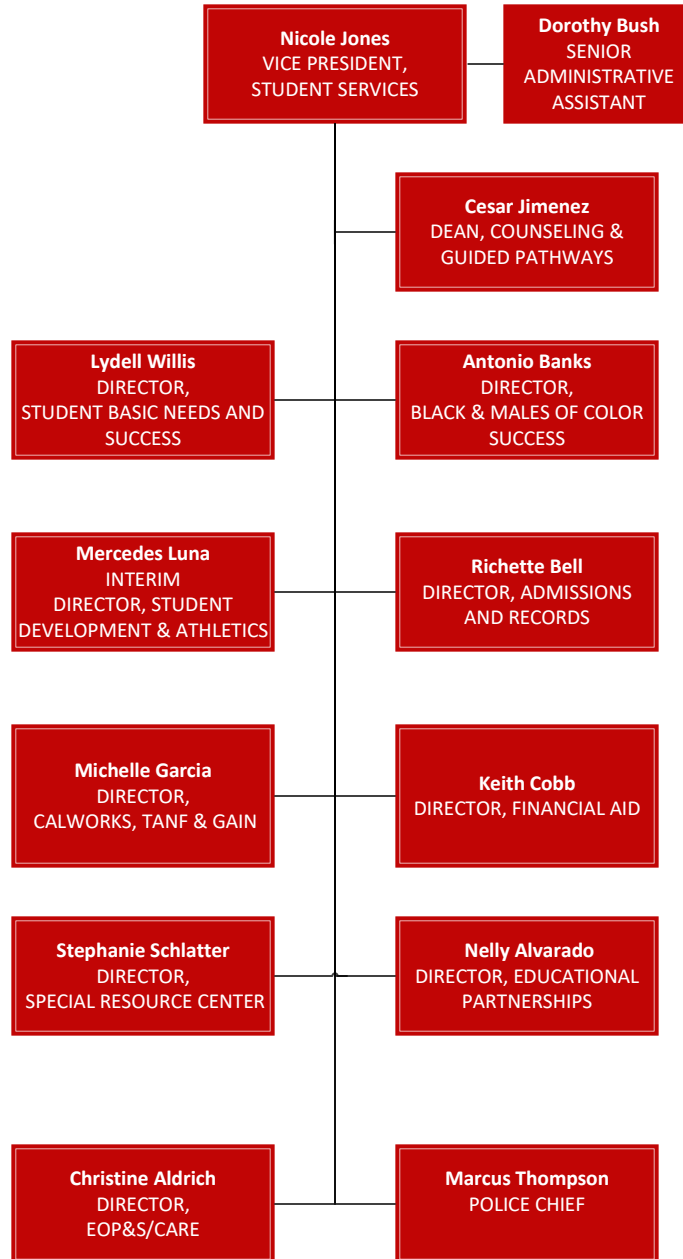 Nicole Jones
VICE PRESIDENT,
STUDENT SERVICES
Dorothy Bush
SENIOR
ADMINISTRATIVE
ASSISTANT
Cesar Jimenez
DEAN, COUNSELING &
GUIDED PATHWAYS
Lydell Willis
DIRECTOR,
STUDENT BASIC NEEDS AND
SUCCESS
Antonio Banks
DIRECTOR,
BLACK & MALES OF COLOR
SUCCESS
Mercedes Luna
INTERIM
DIRECTOR, STUDENT
DEVELOPMENT & ATHLETICS
Richette Bell
DIRECTOR, ADMISSIONS
AND RECORDS
Michelle Garcia
DIRECTOR,
CALWORKS, TANF & GAIN
Keith Cobb
DIRECTOR, FINANCIAL AID
Stephanie Schlatter
DIRECTOR,
SPECIAL RESOURCE CENTER
Nelly Alvarado
DIRECTOR, EDUCATIONAL
PARTNERSHIPS
Christine Aldrich
DIRECTOR,
EOP&S/CARE
Marcus Thompson
POLICE CHIEF